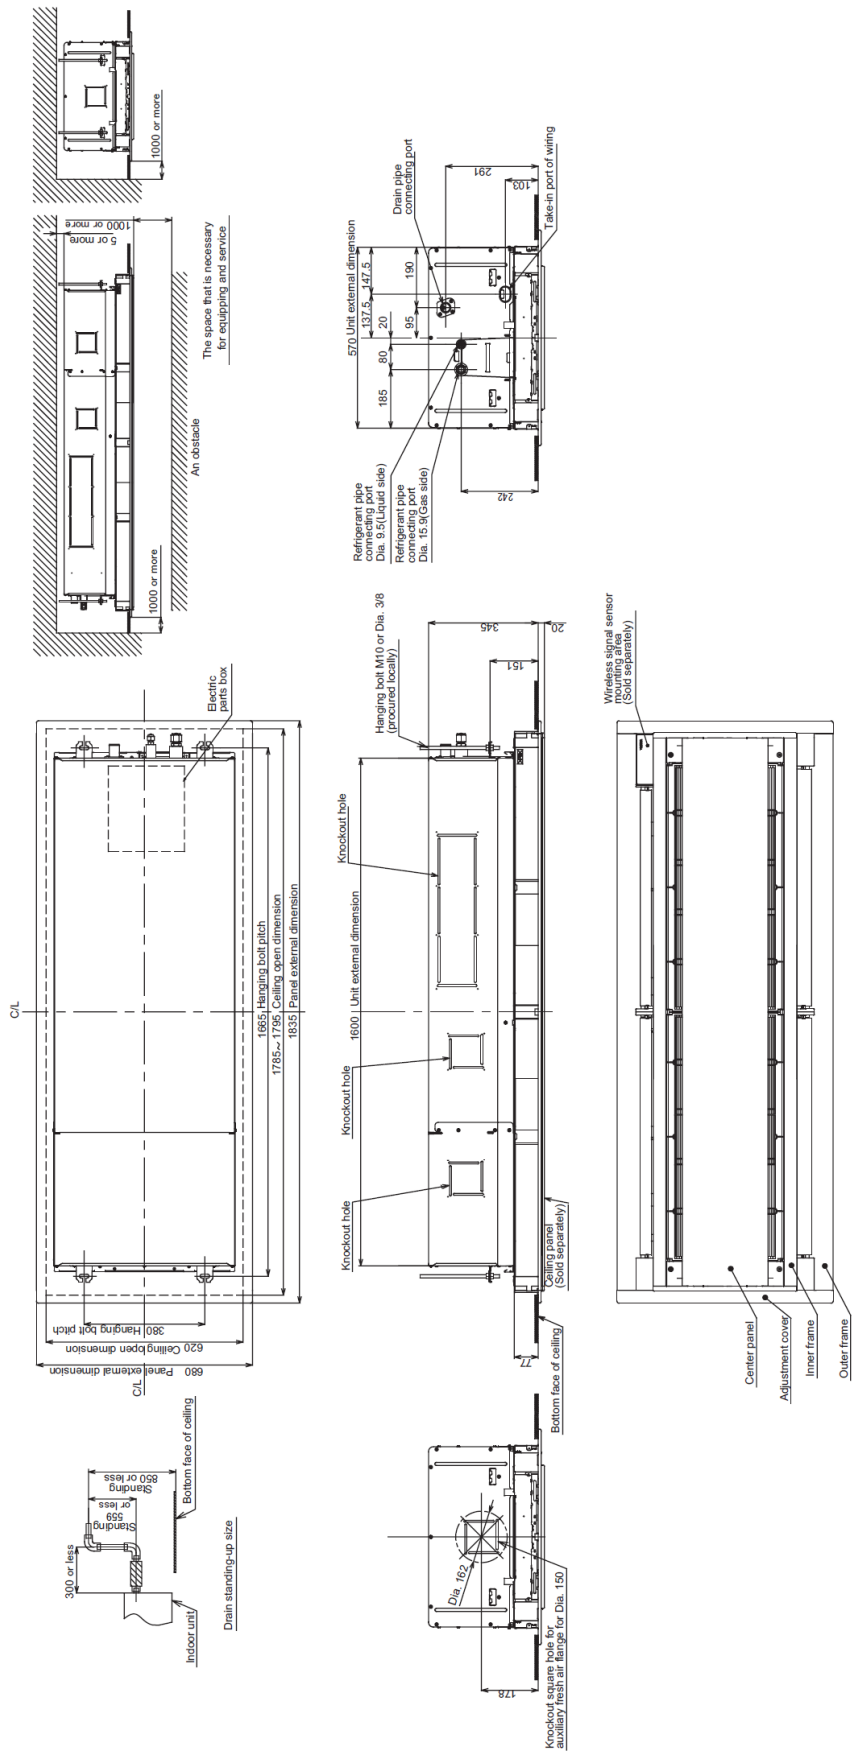 1000 or more
1000 or more
5 or more
1000 or more
The space that is necessary
for equipping and service
An obstacle
C/L
Electric
parts box
1665 Hanging bolt pitch
1785~1795 Ceiling open dimension
1835 Panel external dimension
380 Hanging bolt pitch
620 Ceiling open dimension
680 Panel external dimension
C/L
300 or less
Standing
559
or less
Standing
850 or less
Bottom face of ceiling
Indoor unit
Drain standing-up size
Drain pipe
connecting port
291
103
Take-in port of wiring
570 Unit external dimension
147.5
137.5
190
95
20
80
185
242
Refrigerant pipe
connecting port
Dia. 9.5(Liquid side)
Refrigerant pipe
connecting port
Dia. 15.9(Gas side)
Hanging bolt M10 or Dia. 3/8
(procured locally)
345
151
20
Knockout hole
1600 Unit external dimension
Knockout hole
Knockout hole
Ceiling panel
(Sold separately)
77
Bottom face of ceiling
Dia. 162
178
Knockout square hole for
auxiliary fresh air flange for Dia. 150
Wireless signal sensor
mounting area
(Sold separately)
Center panel
Adjustment cover
Inner frame
Outer frame